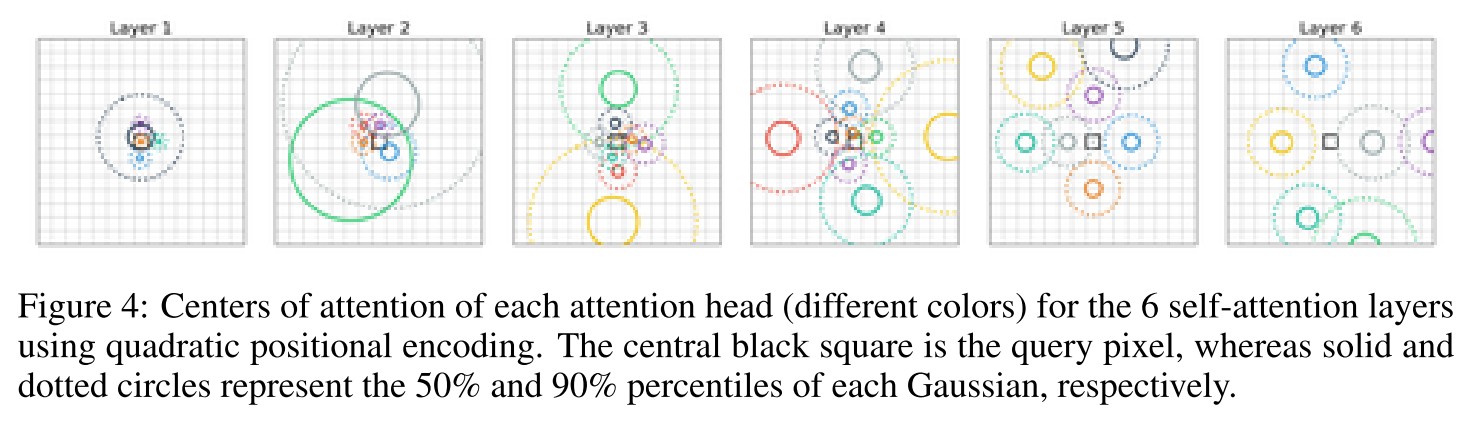 Layer 1 Layer 2 Layer 3 Layer 4 Layer 5 Layer 6
Figure 4: Centers of attention of each attention head (different colors) for the 6 self-attention layers
using quadratic positional encoding. The central black square is the query pixel, whereas solid and
dotted circles represent the 50% and 90% percentiles of each Gaussian, respectively.